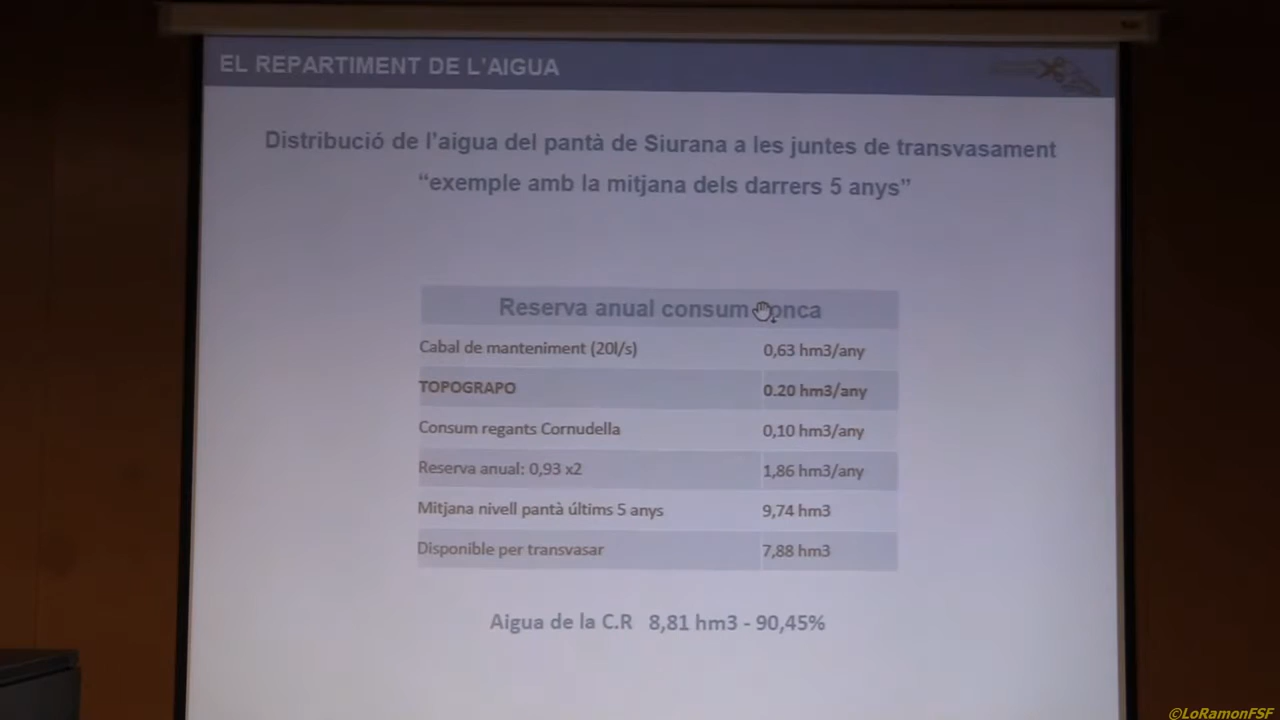 EL REPARTIMENT DE L'AIGUA
Distribució de l'aigua del pantà de Siurana a les juntes de transvasament
“exemple amb la mitjana dels darrers 5 anys”
Reserva anual consum conca
Cabal de manteniment (20l/s) 0,63 hm3/any
TOPOGRAPO 0.20 hm3/any
Consum regants Cornudella 0,10 hm3/any
Reserva anual: 0,93 x2 1,86 hm3/any
Mitjana nivell pantà últims 5 anys 9,74 hm3
Disponible per transvasar 7,88 hm3
Aigua de la C.R 8,81 hm3 - 90,45%
©LoRamonFSF